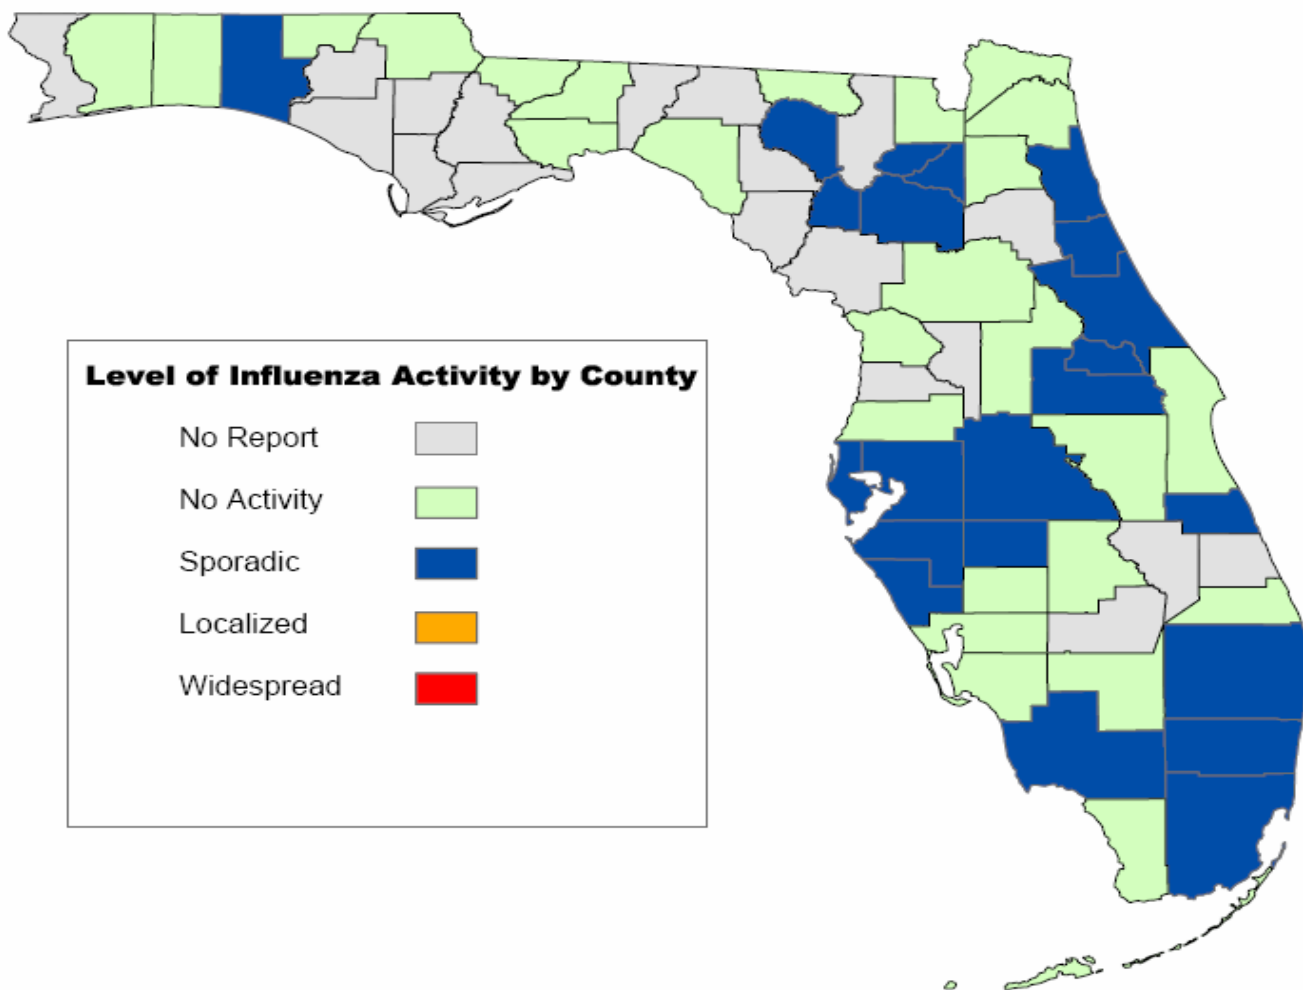 Level of Influenza Activity by County
No Report
No Activity
Sporadic
Localized
Widespread